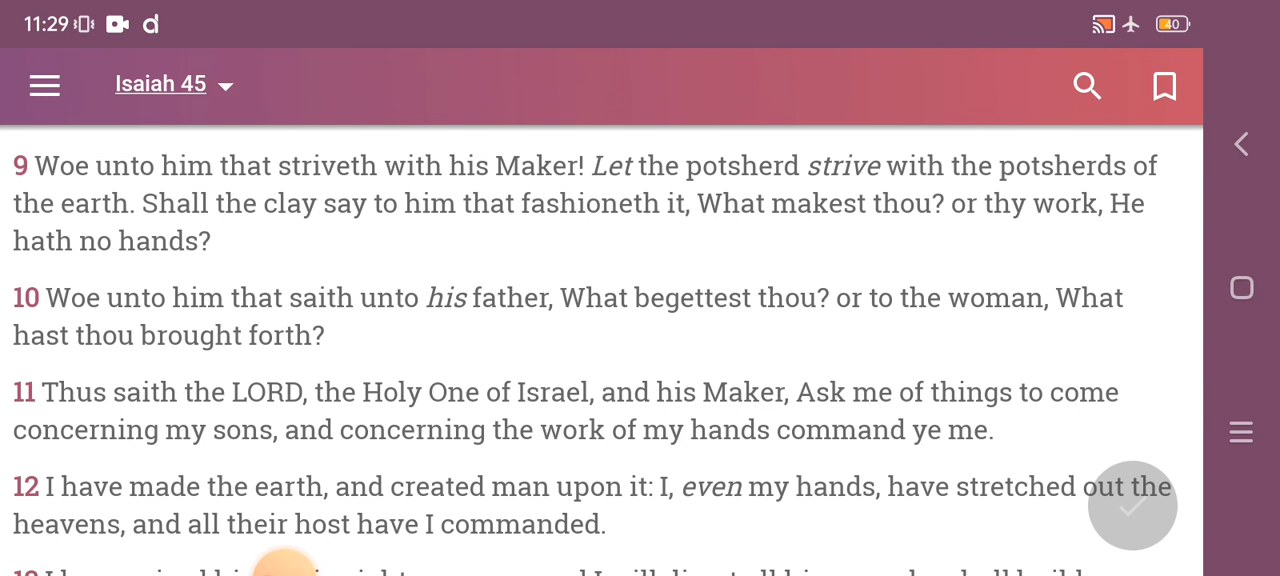 11:29
40
Isaiah 45
9 Woe unto him that striveth with his Maker! Let the potsherd strive with the potsherds of
the earth. Shall the clay say to him that fashioneth it, What makest thou? or thy work, He
hath no hands?
10 Woe unto him that saith unto his father, What begettest thou? or to the woman, What
hast thou brought forth?
11 Thus saith the LORD, the Holy One of Israel, and his Maker, Ask me of things to come
concerning my sons, and concerning the work of my hands command ye me.
12 I have made the earth, and created man upon it: I, even my hands, have stretched out the
heavens, and all their host have I commanded.